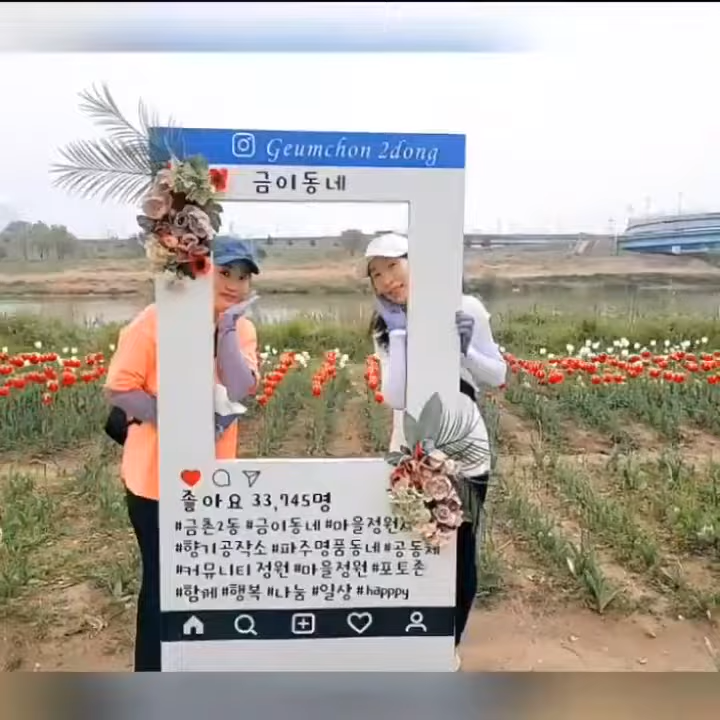 Geumchon 2dong
금이동네
좋아요 33,745명
#금촌2동 #금이동네 #마을정원사
#향기공작소 #파주명품동네 #공동체
#커뮤니티 정원 #마을정원 #포토존
#함께 #행복 #나눔 #일상 #happpy